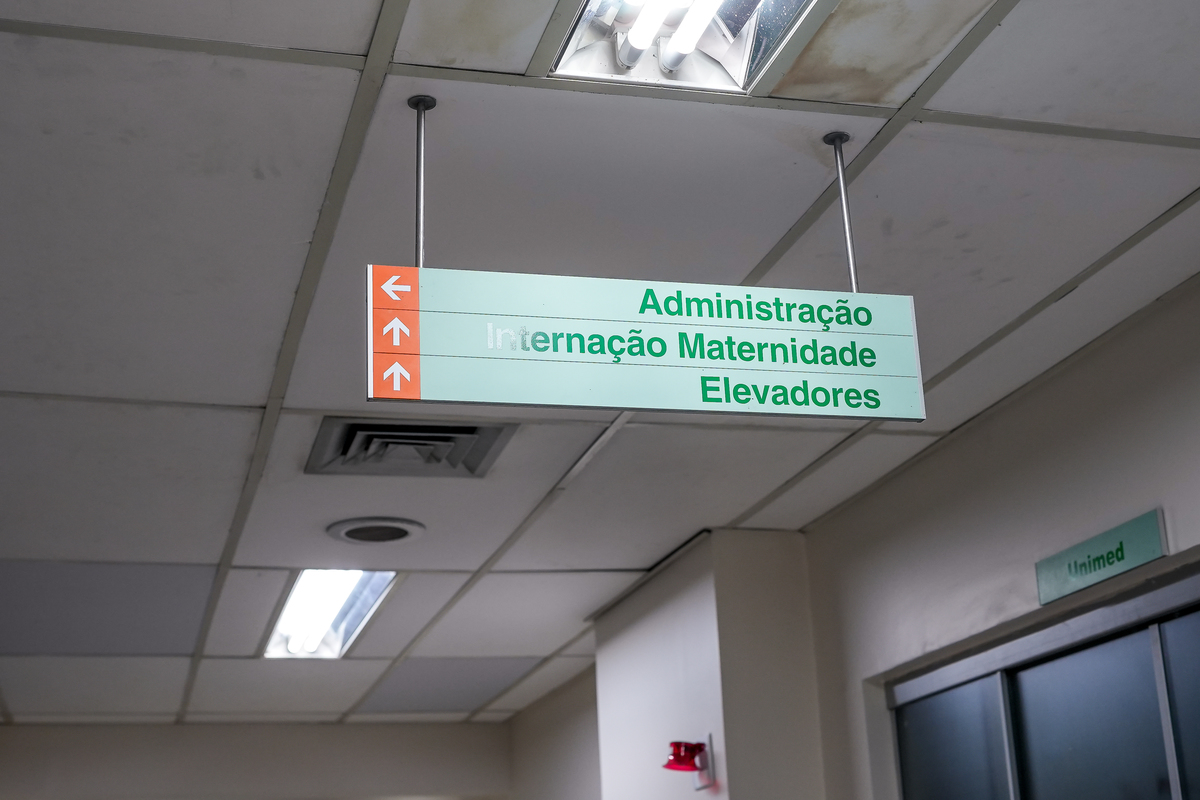 Administração
Internação Maternidade
Elevadores
Unimed